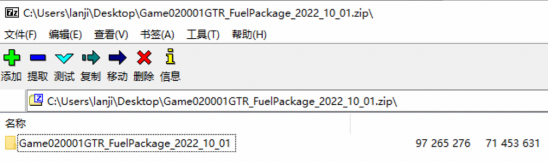 C:\Users\lanji\Desktop\Game020001GTR_FuelPackage_2022_10_01.zip\
文件(F) 编辑(E) 查看(V) 书签(A) 工具(T) 帮助(H)
添加 提取 测试 复制 移动 删除 信息
C:\Users\lanji\Desktop\Game020001GTR_FuelPackage_2022_10_01.zip\
名称
Game020001GTR_FuelPackage_2022_10_01 97 265 276 71 453 631